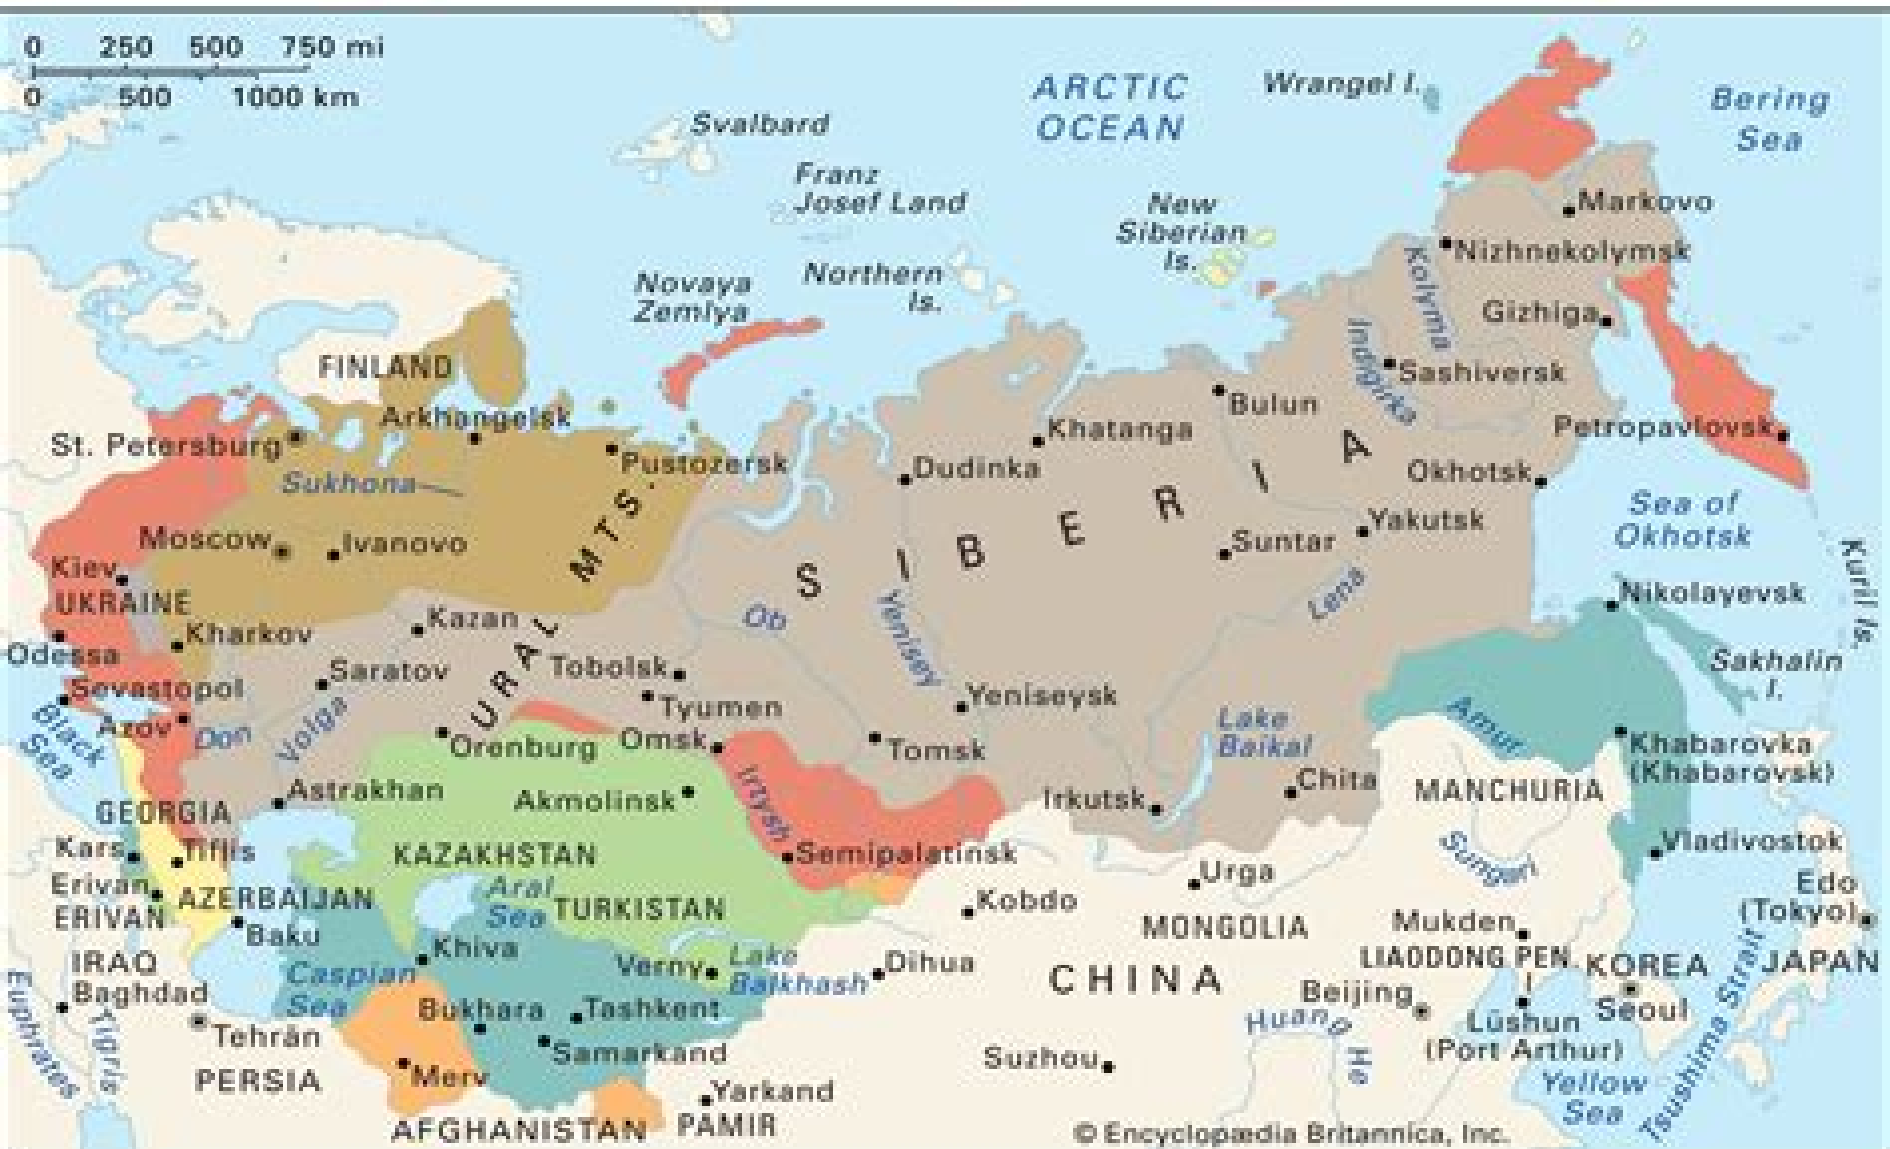 0 250 500 750 mi
0 500 1000 km
ARCTIC
OCEAN
Wrangel I.
Bering
Sea
Svalbard
Franz
Josef Land
New
Siberian
Is.
Markovo
Nizhnekolymsk
Kolyma
Novaya
Zemlya
Northern
Is.
Gizhiga
Indigirka
Sashiversk
FINLAND
Arkhangelsk
St. Petersburg
Pustozersk
Sukhona
Khatanga
Bulun
Dudinka
Petropavlovsk
Okhotsk
Sea of
Okhotsk
Yakutsk
Suntar
SIBERIA
Moscow
Ivanovo
URAL MTS.
Kiev
UKRAINE
Kharkov
Kazan
Ob
Yenisey
Lena
Nikolayevsk
Kuril Is.
Odessa
Saratov
Tobolsk
Sakhalin
I.
Sevastopol
Azov
Don
Volga
Tyumen
Yeniseysk
Black
Sea
Orenburg
Omsk
Tomsk
Lake
Baikal
Amur
Khabarovka
(Khabarovsk)
Astrakhan
Akmolinsk
Irtysh
Irkutsk
Chita
MANCHURIA
GEORGIA
Kars
Tiflis
KAZAKHSTAN
Semipalatinsk
Sungari
Vladivostok
Erivan
ERIVAN
AZERBAIJAN
Aral
Sea
TURKISTAN
Urga
Kobdo
Edo
(Tokyo)
Baku
Khiva
MONGOLIA
Mukden
IRAQ
Baghdad
Caspian
Sea
Verny
Lake
Balkhash
Dihua
CHINA
LIAODONG PEN.
KOREA
JAPAN
Euphrates
Tigris
Tehrān
Bukhara
Tashkent
Beijing
Seoul
Huang
He
Lüshun
(Port Arthur)
Samarkand
Suzhou
PERSIA
Merv
Yarkand
Yellow
Sea
Tsushima Strait
AFGHANISTAN
PAMIR
© Encyclopædia Britannica, Inc.